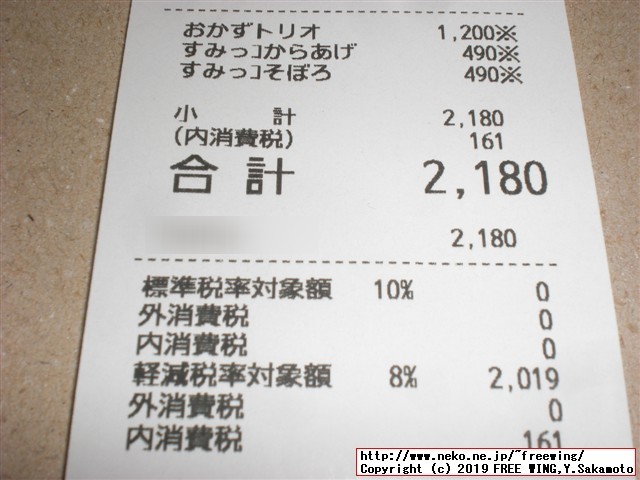 おかずトリオ 1,200※
すみっコからあげ 490※
すみっコそぼろ 490※
小 計 2,180
(内消費税) 161
合 計 2,180
2,180
標準税率対象額 10% 0
外消費税 0
内消費税 0
軽減税率対象額 8% 2,019
外消費税 0
内消費税 161
http://www.neko.ne.jp/~freewing/
Copyright (c) 2019 FREE WING,Y.Sakamoto